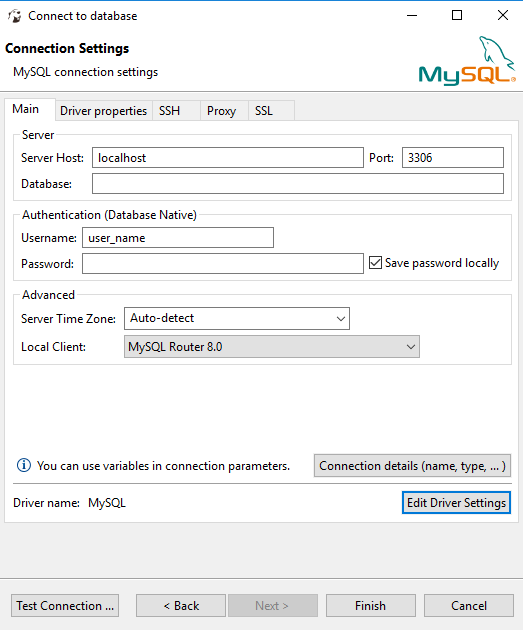 Connect to database
Connection Settings
MySQL connection settings
MySQL®
Main Driver properties SSH Proxy SSL
Server
Server Host: localhost Port: 3306
Database:
Authentication (Database Native)
Username: user_name
Password: Save password locally
Advanced
Server Time Zone: Auto-detect
Local Client: MySQL Router 8.0
You can use variables in connection parameters. Connection details (name, type, ... )
Driver name: MySQL Edit Driver Settings
Test Connection ... < Back Next > Finish Cancel